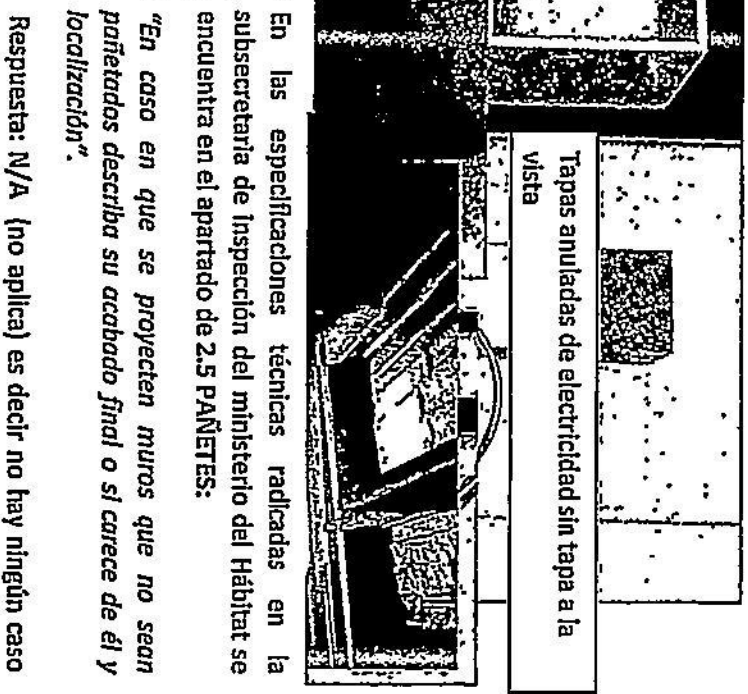 Tapas anuladas de electricidad sin tapa a la
vista
En las especificaciones técnicas radicadas en la
subsecretaria de inspección del ministerio del Hábitat se
encuentra en el apartado de 2.5 PAÑETES:
"En caso en que se proyecten muros que no sean
pañetados describa su acabado final o si carece de él y
localización".
Respuesta: N/A (no aplica) es decir no hay ningún caso